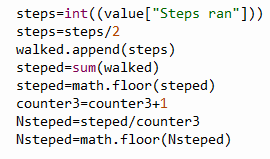 steps=int((value["Steps ran"]))
steps=steps/2
walked.append(steps)
steped=sum(walked)
steped=math.floor(steped)
counter3=counter3+1
Nsteped=steped/counter3
Nsteped=math.floor(Nsteped)